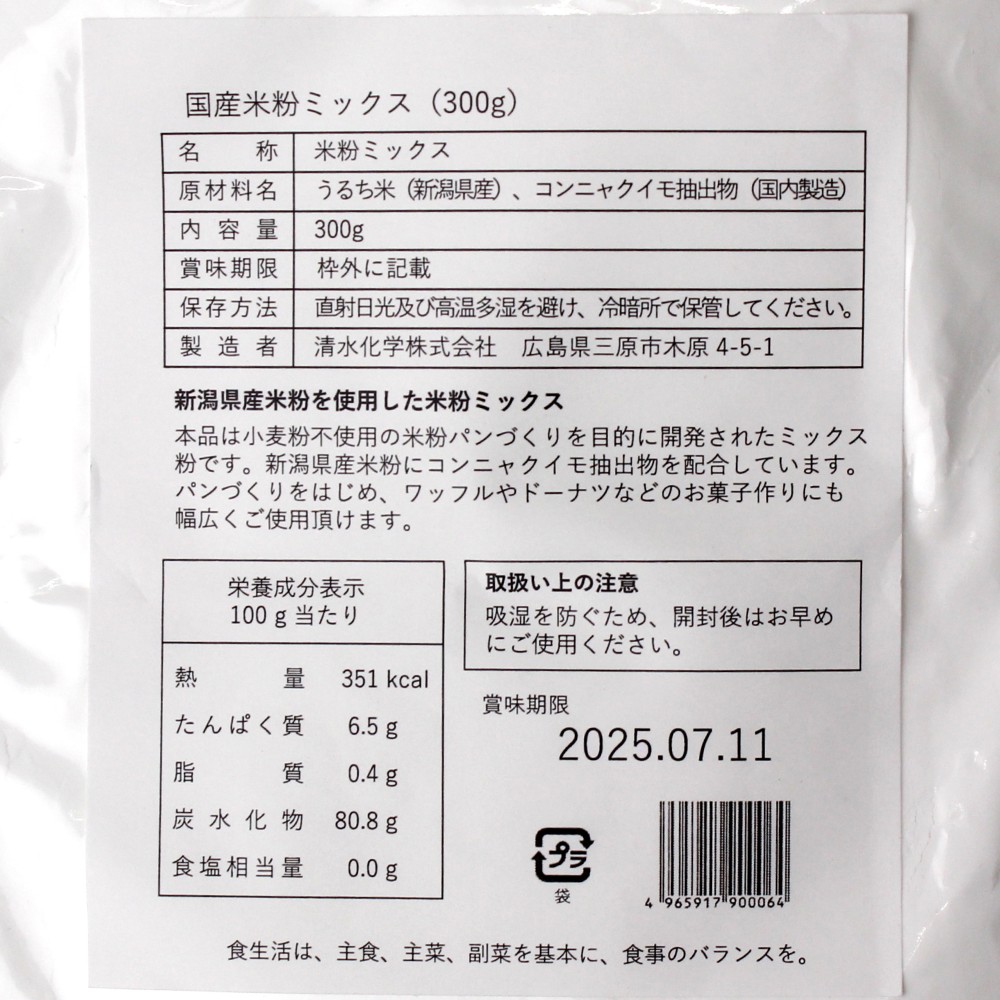 国産米粉ミックス（300g）
名称 米粉ミックス
原材料名 うるち米（新潟県産）、コンニャクイモ抽出物（国内製造）
内容量 300g
賞味期限 枠外に記載
保存方法 直射日光及び高温多湿を避け、冷暗所で保管してください。
製造者 清水化学株式会社 広島県三原市木原 4-5-1
新潟県産米粉を使用した米粉ミックス
本品は小麦粉不使用の米粉パンづくりを目的に開発されたミックス
粉です。新潟県産米粉にコンニャクイモ抽出物を配合しています。
パンづくりをはじめ、ワッフルやドーナツなどのお菓子作りにも
幅広くご使用頂けます。
栄養成分表示
100 g 当たり
熱量 351 kcal
たんぱく質 6.5 g
脂質 0.4 g
炭水化物 80.8 g
食塩相当量 0.0 g
取扱い上の注意
吸湿を防ぐため、開封後はお早め
にご使用ください。
賞味期限
2025.07.11
プラ
袋
4 965917 900064
食生活は、主食、主菜、副菜を基本に、食事のバランスを。